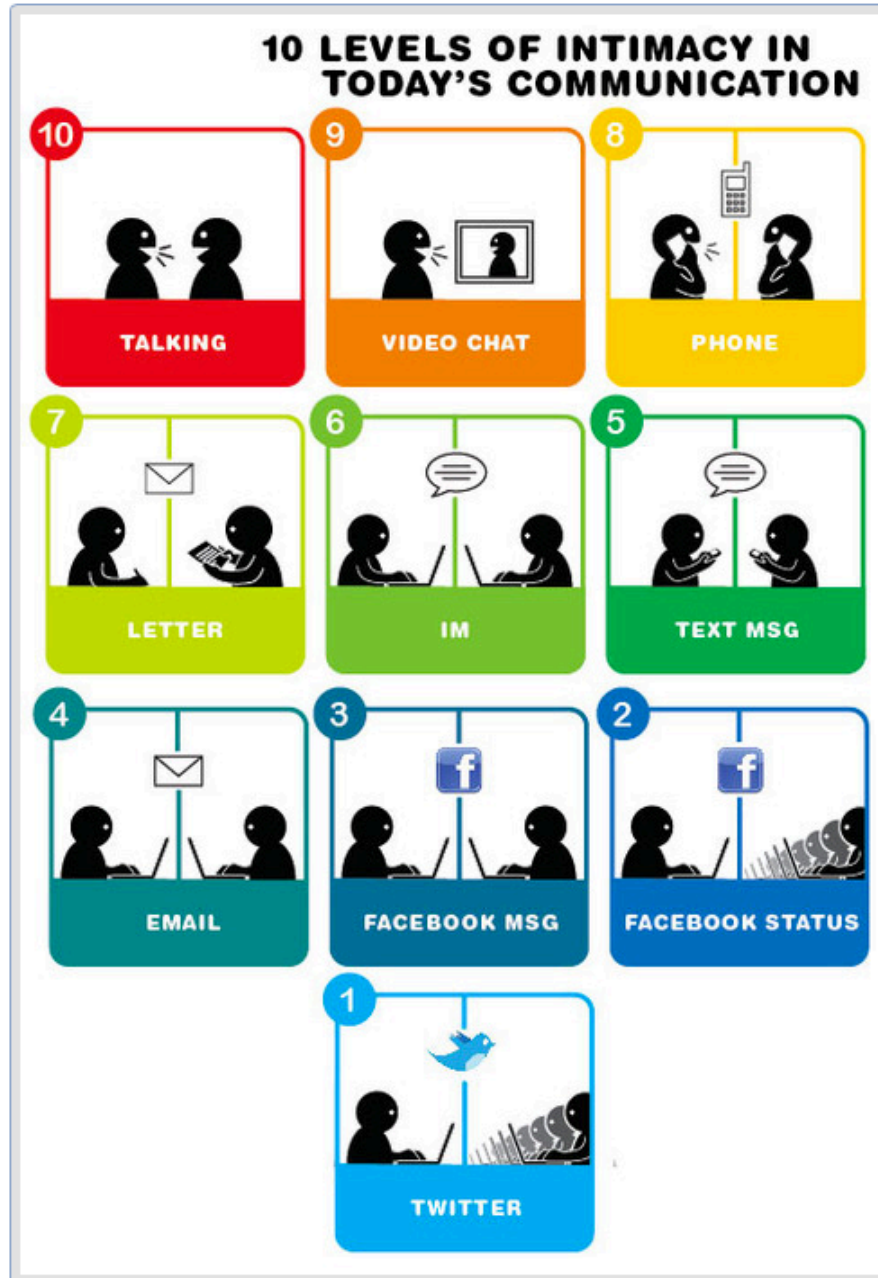 10 LEVELS OF INTIMACY IN
TODAY'S COMMUNICATION
10
TALKING
9
VIDEO CHAT
8
PHONE
7
LETTER
6
IM
5
TEXT MSG
4
EMAIL
3
f
FACEBOOK MSG
2
f
FACEBOOK STATUS
1
TWITTER